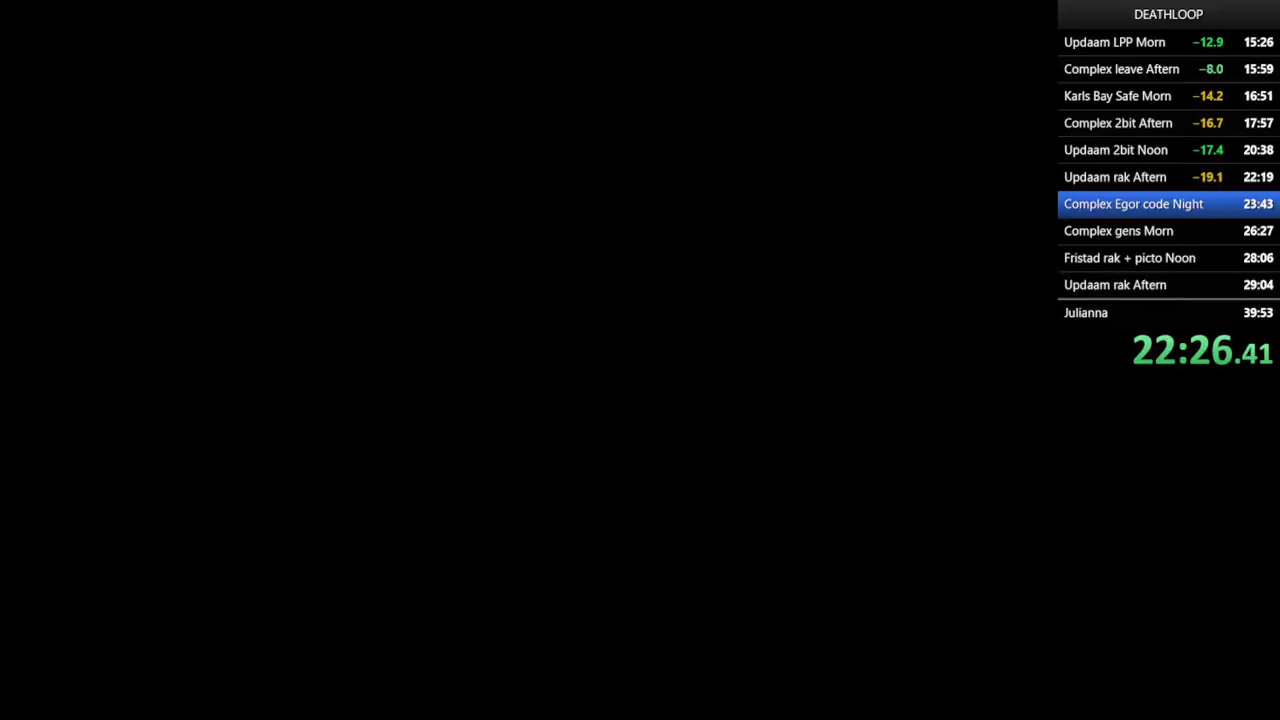 DEATHLOOP
Updaam LPP Morn −12.9 15:26
Complex leave Aftern −8.0 15:59
Karls Bay Safe Morn −14.2 16:51
Complex 2bit Aftern −16.7 17:57
Updaam 2bit Noon −17.4 20:38
Updaam rak Aftern −19.1 22:19
Complex Egor code Night 23:43
Complex gens Morn 26:27
Fristad rak + picto Noon 28:06
Updaam rak Aftern 29:04
Julianna 39:53
22:26.41